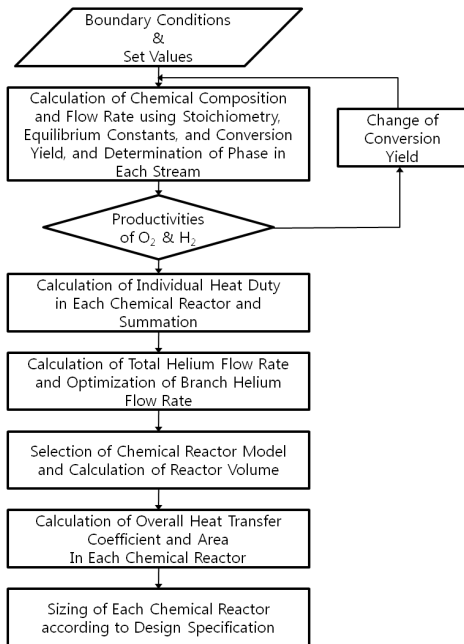 Boundary Conditions
&
Set Values
Calculation of Chemical Composition
and Flow Rate using Stoichiometry,
Equilibrium Constants, and Conversion
Yield, and Determination of Phase in
Each Stream
Change of
Conversion
Yield
Productivities
of O₂ & H₂
Calculation of Individual Heat Duty
in Each Chemical Reactor and
Summation
Calculation of Total Helium Flow Rate
and Optimization of Branch Helium
Flow Rate
Selection of Chemical Reactor Model
and Calculation of Reactor Volume
Calculation of Overall Heat Transfer
Coefficient and Area
In Each Chemical Reactor
Sizing of Each Chemical Reactor
according to Design Specification